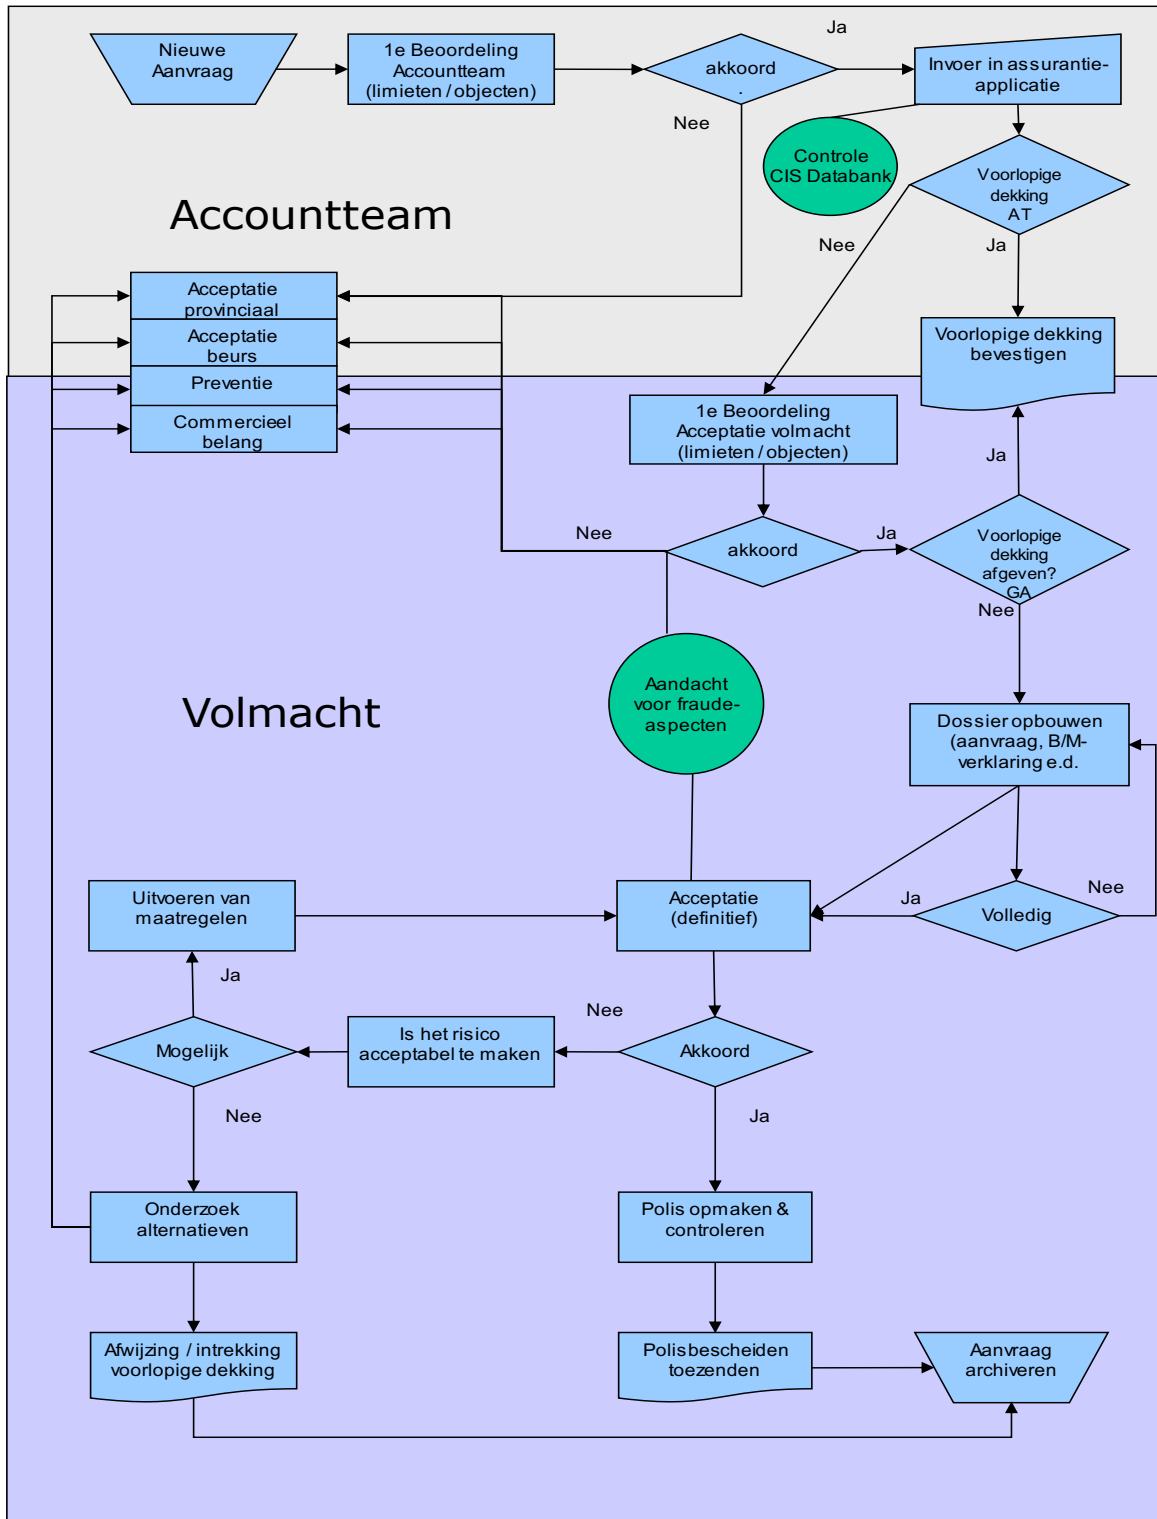 Nieuwe
Aanvraag
1e Beoordeling
Accountteam
(limieten / objecten)
akkoord
.
Ja
Nee
Invoer in assurantie-
applicatie
Controle
CIS Databank
Voorlopige
dekking
AT
Nee
Ja
Accountteam
Acceptatie
provinciaal
Acceptatie
beurs
Preventie
Commercieel
belang
Voorlopige dekking
bevestigen
1e Beoordeling
Acceptatie volmacht
(limieten / objecten)
Ja
Nee
akkoord
Ja
Voorlopige
dekking
afgeven?
GA
Nee
Volmacht
Aandacht
voor fraude-
aspecten
Dossier opbouwen
(aanvraag, B/M-
verklaring e.d.
Uitvoeren van
maatregelen
Acceptatie
(definitief)
Ja
Volledig
Nee
Ja
Nee
Mogelijk
Is het risico
acceptabel te maken
Akkoord
Nee
Ja
Onderzoek
alternatieven
Polis opmaken &
controleren
Afwijzing / intrekking
voorlopige dekking
Polisbescheiden
toezenden
Aanvraag
archiveren